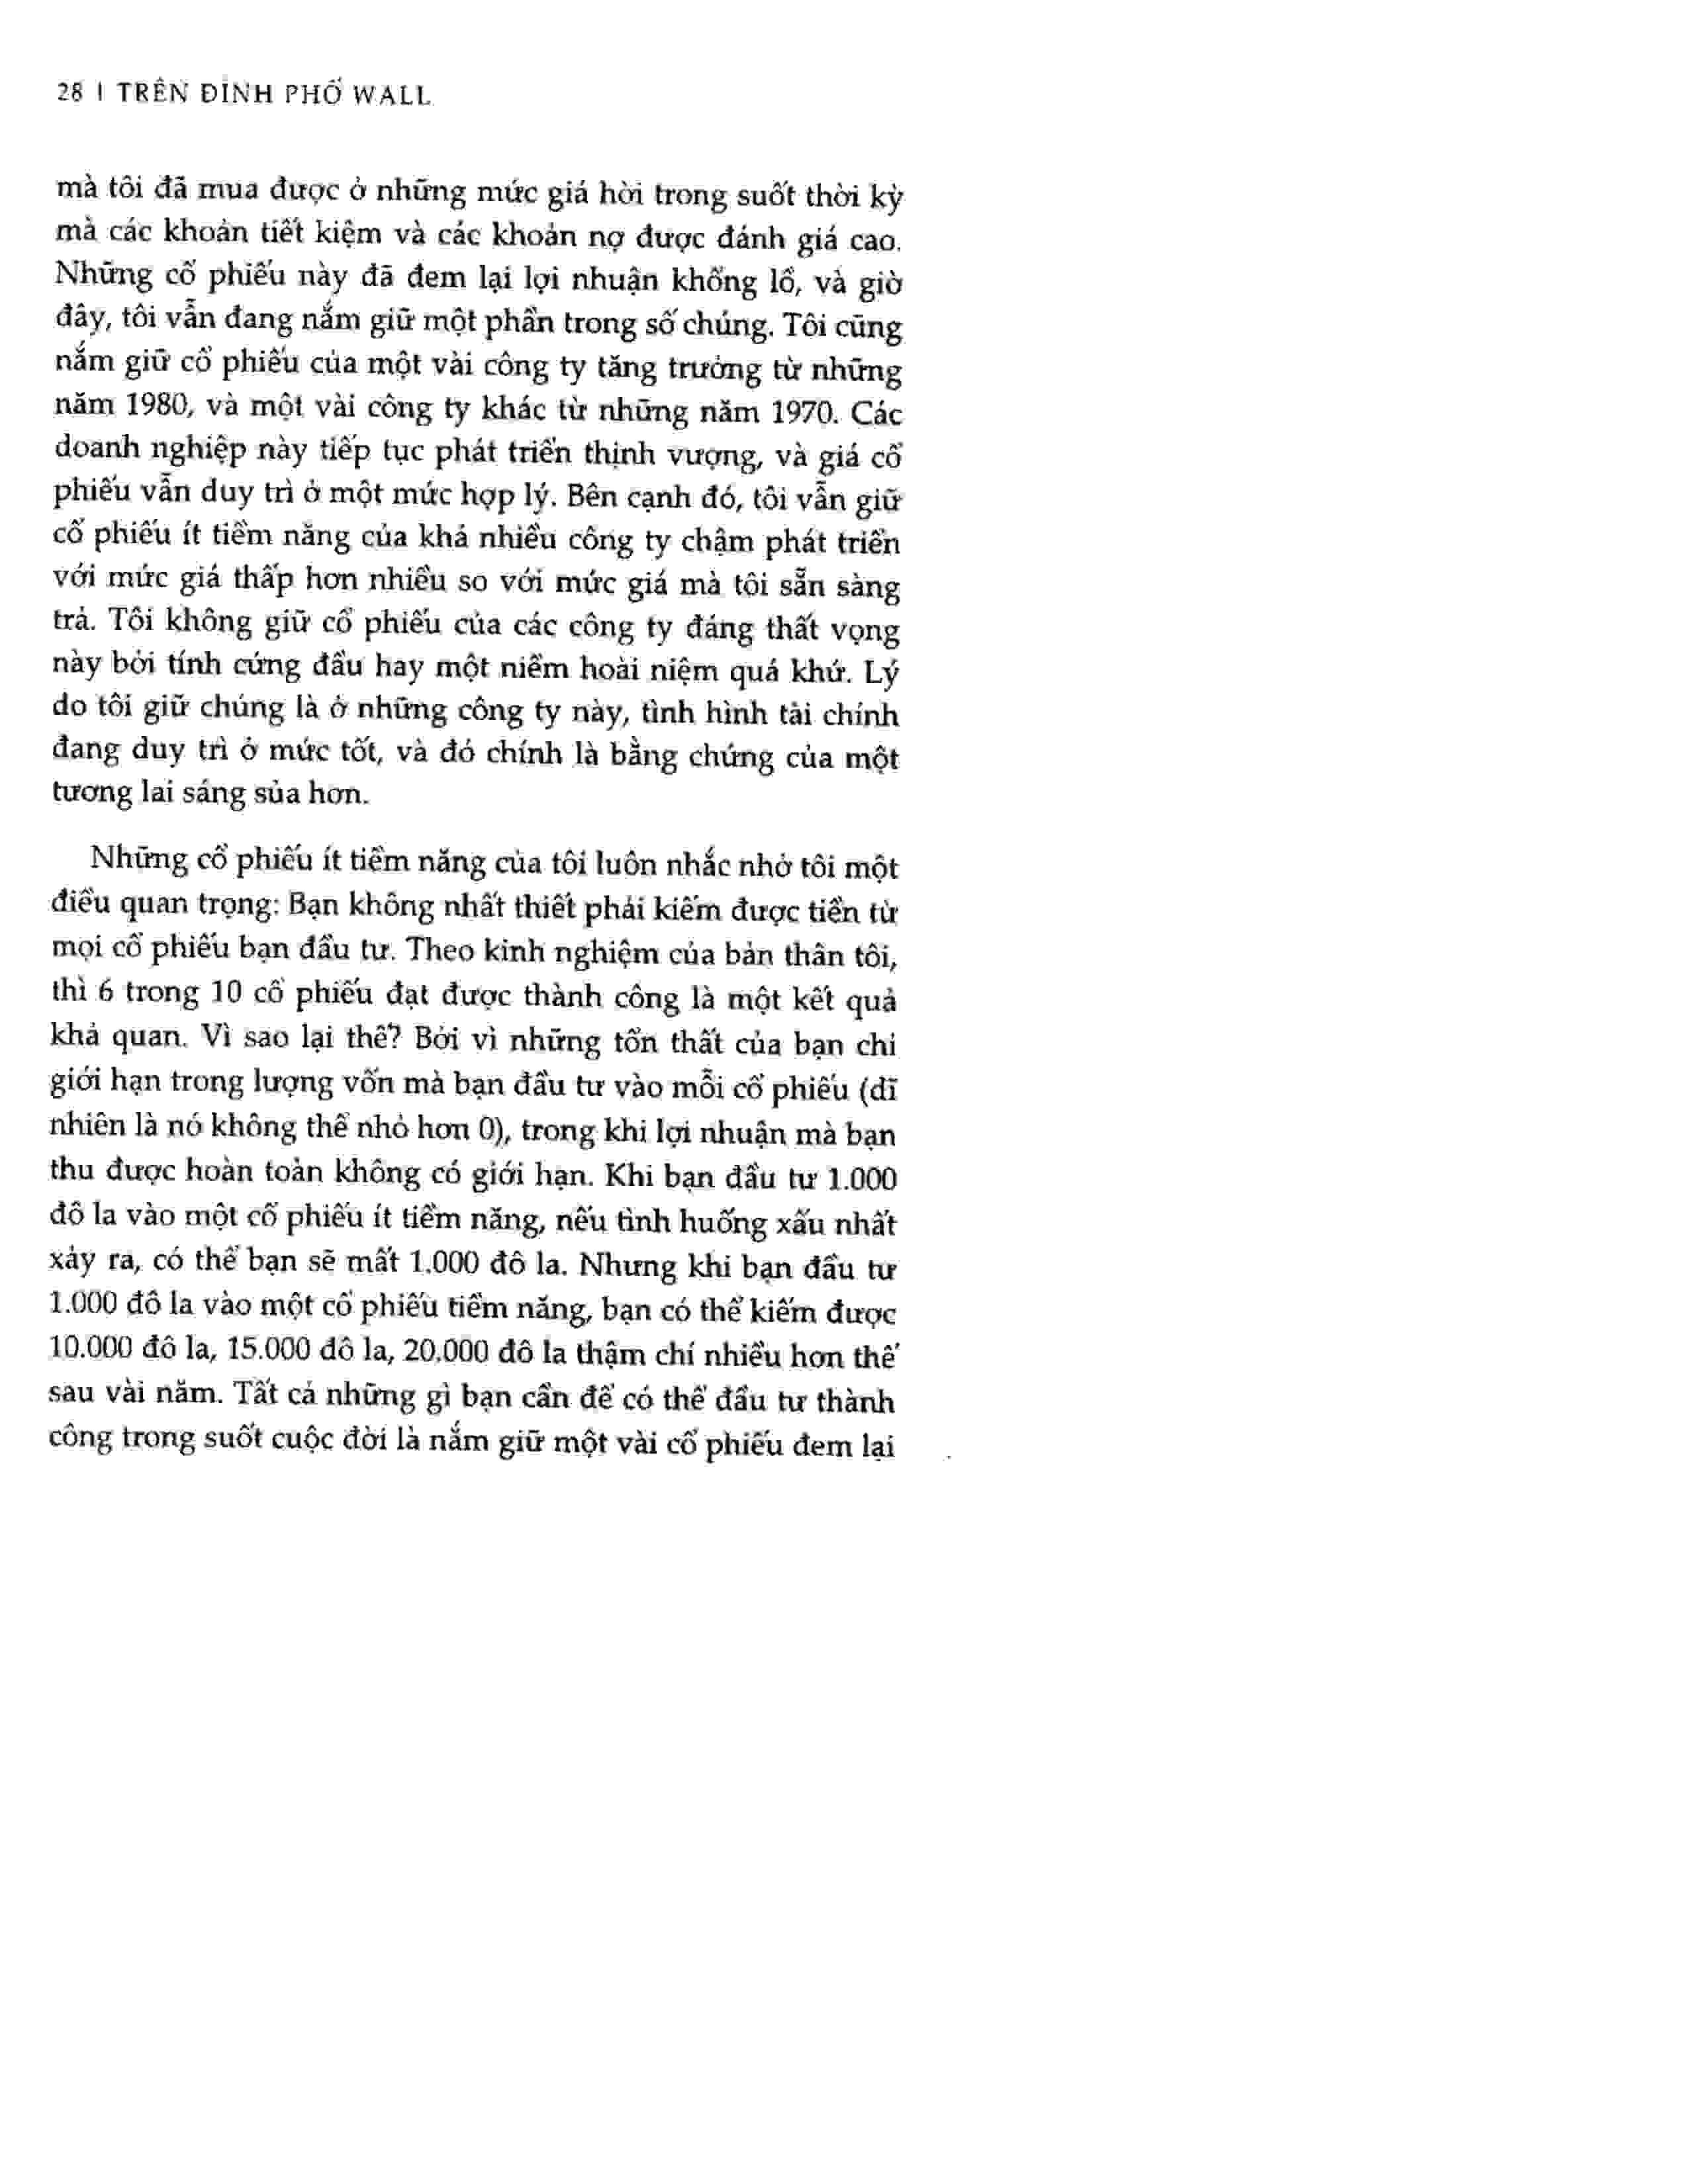 28 | TRÊN ĐỈNH PHỐ WALL
mà tôi đã mua được ở những mức giá hời trong suốt thời kỳ
mà các khoản tiết kiệm và các khoản nợ được đánh giá cao.
Những cổ phiếu này đã đem lại lợi nhuận khổng lồ, và giờ
đây, tôi vẫn đang nắm giữ một phần trong số chúng. Tôi cũng
nắm giữ cổ phiếu của một vài công ty tăng trưởng từ những
năm 1980, và một vài công ty khác từ những năm 1970. Các
doanh nghiệp này tiếp tục phát triển thịnh vượng, và giá cổ
phiếu vẫn duy trì ở một mức hợp lý. Bên cạnh đó, tôi vẫn giữ
cổ phiếu ít tiềm năng của khá nhiều công ty chậm phát triển
với mức giá thấp hơn nhiều so với mức giá mà tôi sẵn sàng
trả. Tôi không giữ cổ phiếu của các công ty đáng thất vọng
này bởi tính cứng đầu hay một niềm hoài niệm quá khứ. Lý
do tôi giữ chúng là ở những công ty này, tình hình tài chính
đang duy trì ở mức tốt, và đó chính là bằng chứng của một
tương lai sáng sủa hơn.
Những cổ phiếu ít tiềm năng của tôi luôn nhắc nhở tôi một
điều quan trọng: Bạn không nhất thiết phải kiếm được tiền từ
mọi cổ phiếu bạn đầu tư. Theo kinh nghiệm của bản thân tôi,
thì 6 trong 10 cổ phiếu đạt được thành công là một kết quả
khả quan. Vì sao lại thế? Bởi vì những tổn thất của bạn chỉ
giới hạn trong lượng vốn mà bạn đầu tư vào mỗi cổ phiếu (dĩ
nhiên là nó không thể nhỏ hơn 0), trong khi lợi nhuận mà bạn
thu được hoàn toàn không có giới hạn. Khi bạn đầu tư 1.000
đô la vào một cổ phiếu ít tiềm năng, nếu tình huống xấu nhất
xảy ra, có thể bạn sẽ mất 1.000 đô la. Nhưng khi bạn đầu tư
1.000 đô la vào một cổ phiếu tiềm năng, bạn có thể kiếm được
10.000 đô la, 15.000 đô la, 20.000 đô la thậm chí nhiều hơn thế
sau vài năm. Tất cả những gì bạn cần để có thể đầu tư thành
công trong suốt cuộc đời là nắm giữ một vài cổ phiếu đem lại